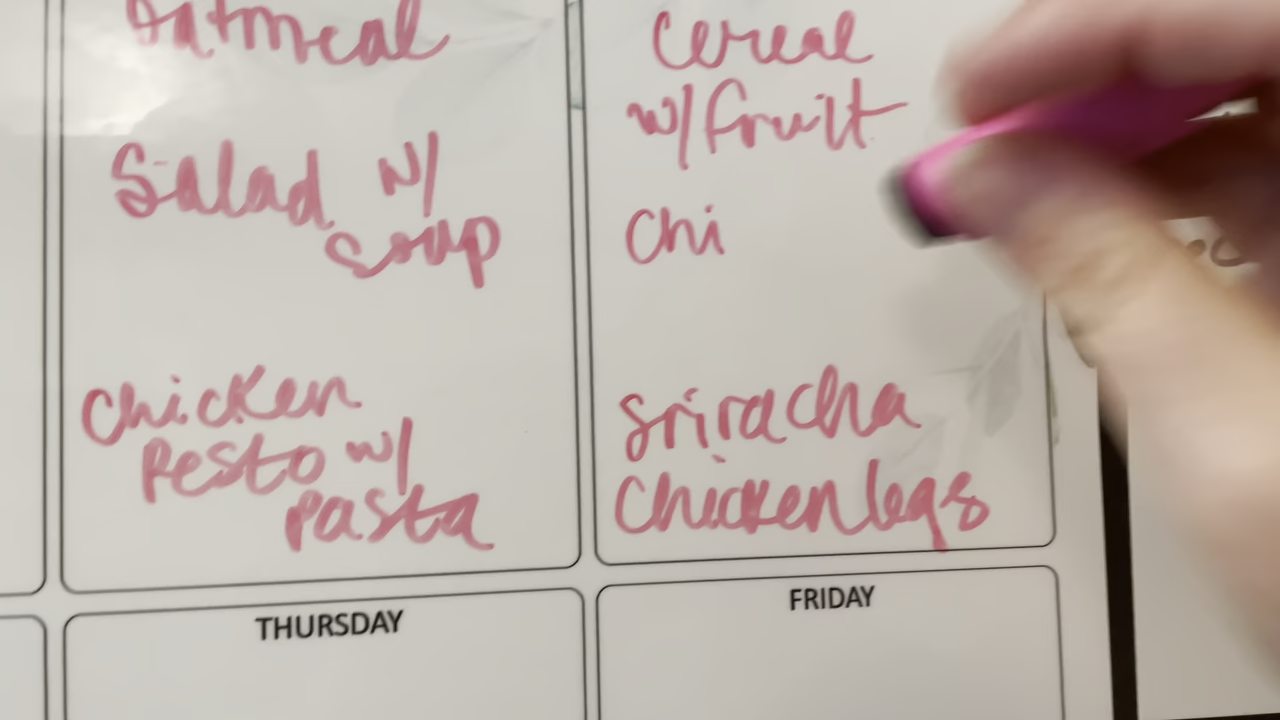 Oatmeal
Salad w/
soup
Chicken
Pesto w/
pasta
Cereal
w/fruit
Chi
Sriracha
Chicken legs
THURSDAY
FRIDAY